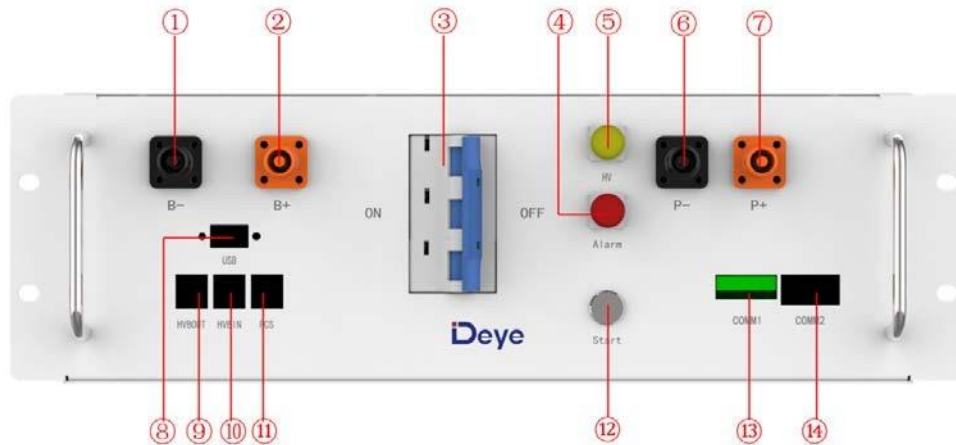 ① ② ③ ④ ⑤ ⑥ ⑦
B- B+ ON OFF HV P- P+
Alarm
USB
HVBOUT HVBIN PCS COMM1 COMM2
Deye Start
⑧ ⑨ ⑩ ⑪ ⑫ ⑬ ⑭